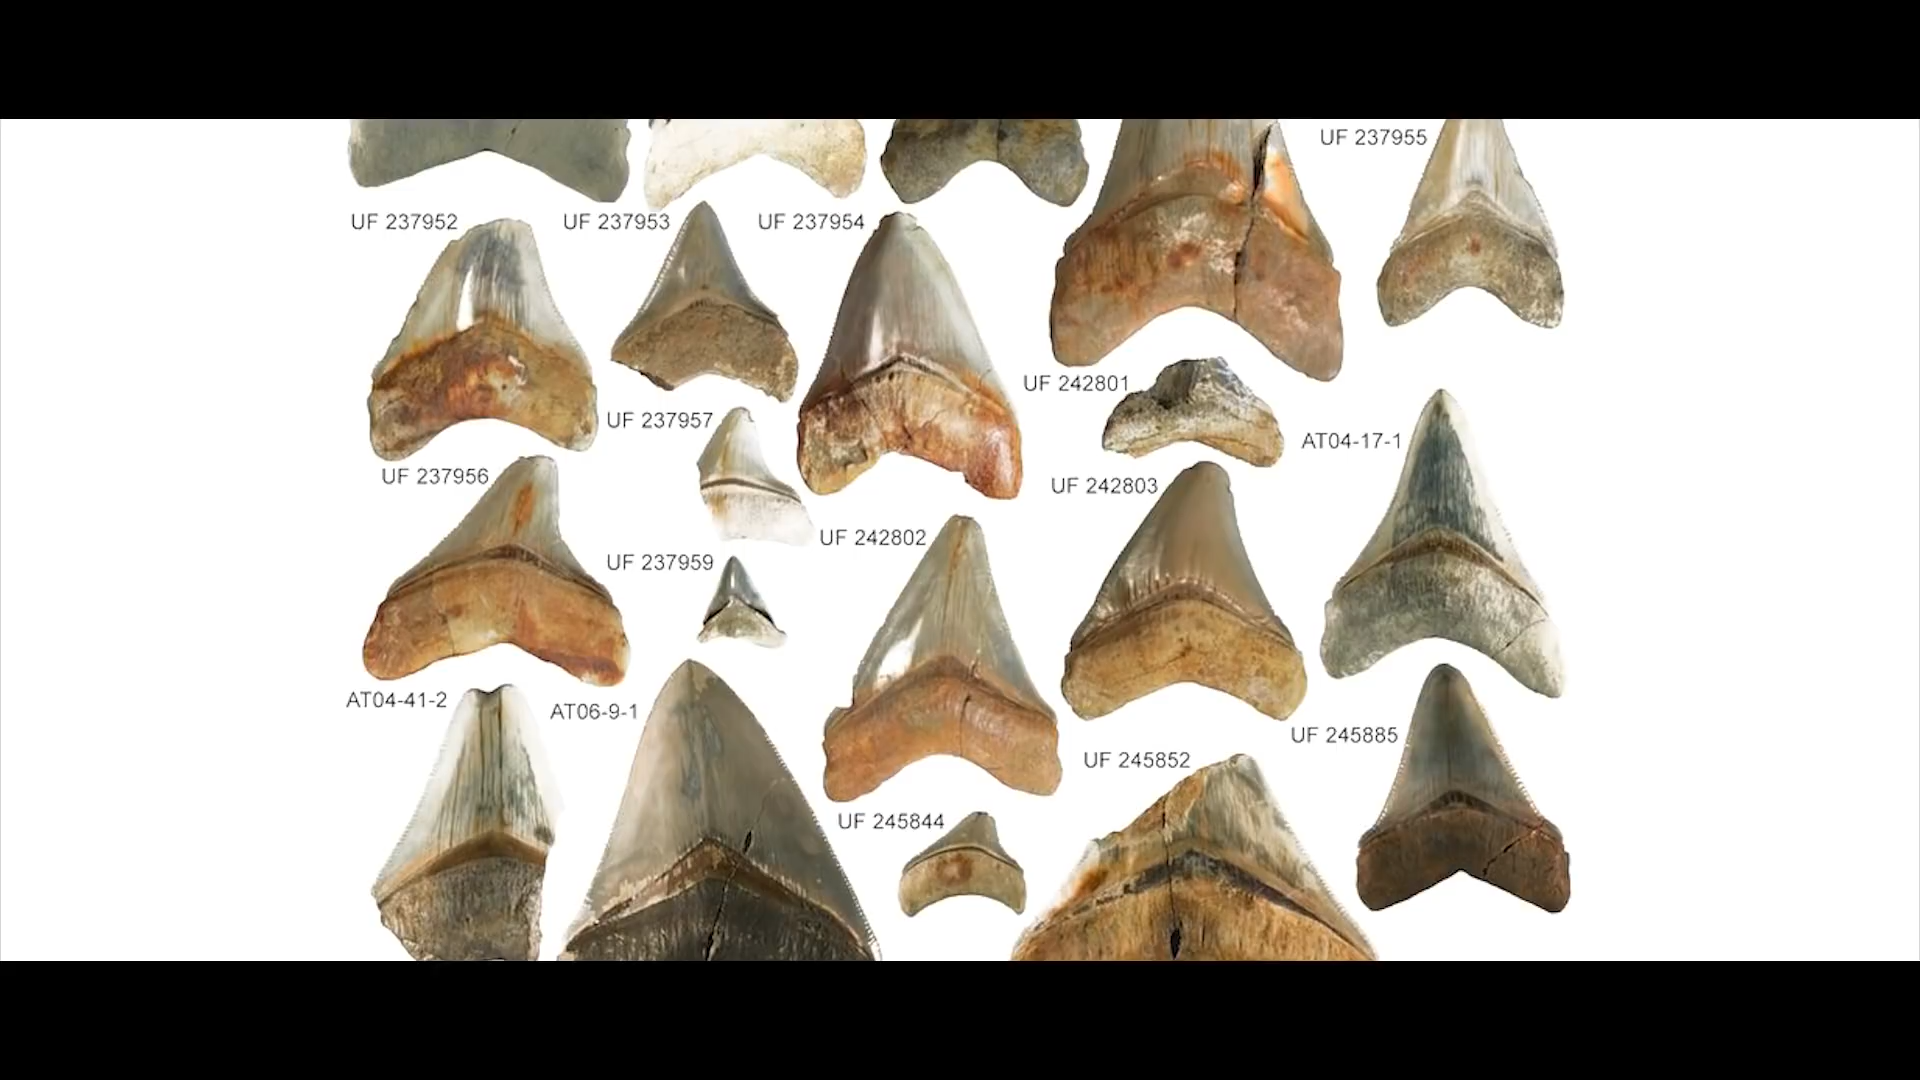 UF 237955
UF 237952
UF 237953
UF 237954
UF 242801
UF 237957
AT04-17-1
UF 237956
UF 242803
UF 242802
UF 237959
AT04-41-2
AT06-9-1
UF 245885
UF 245852
UF 245844